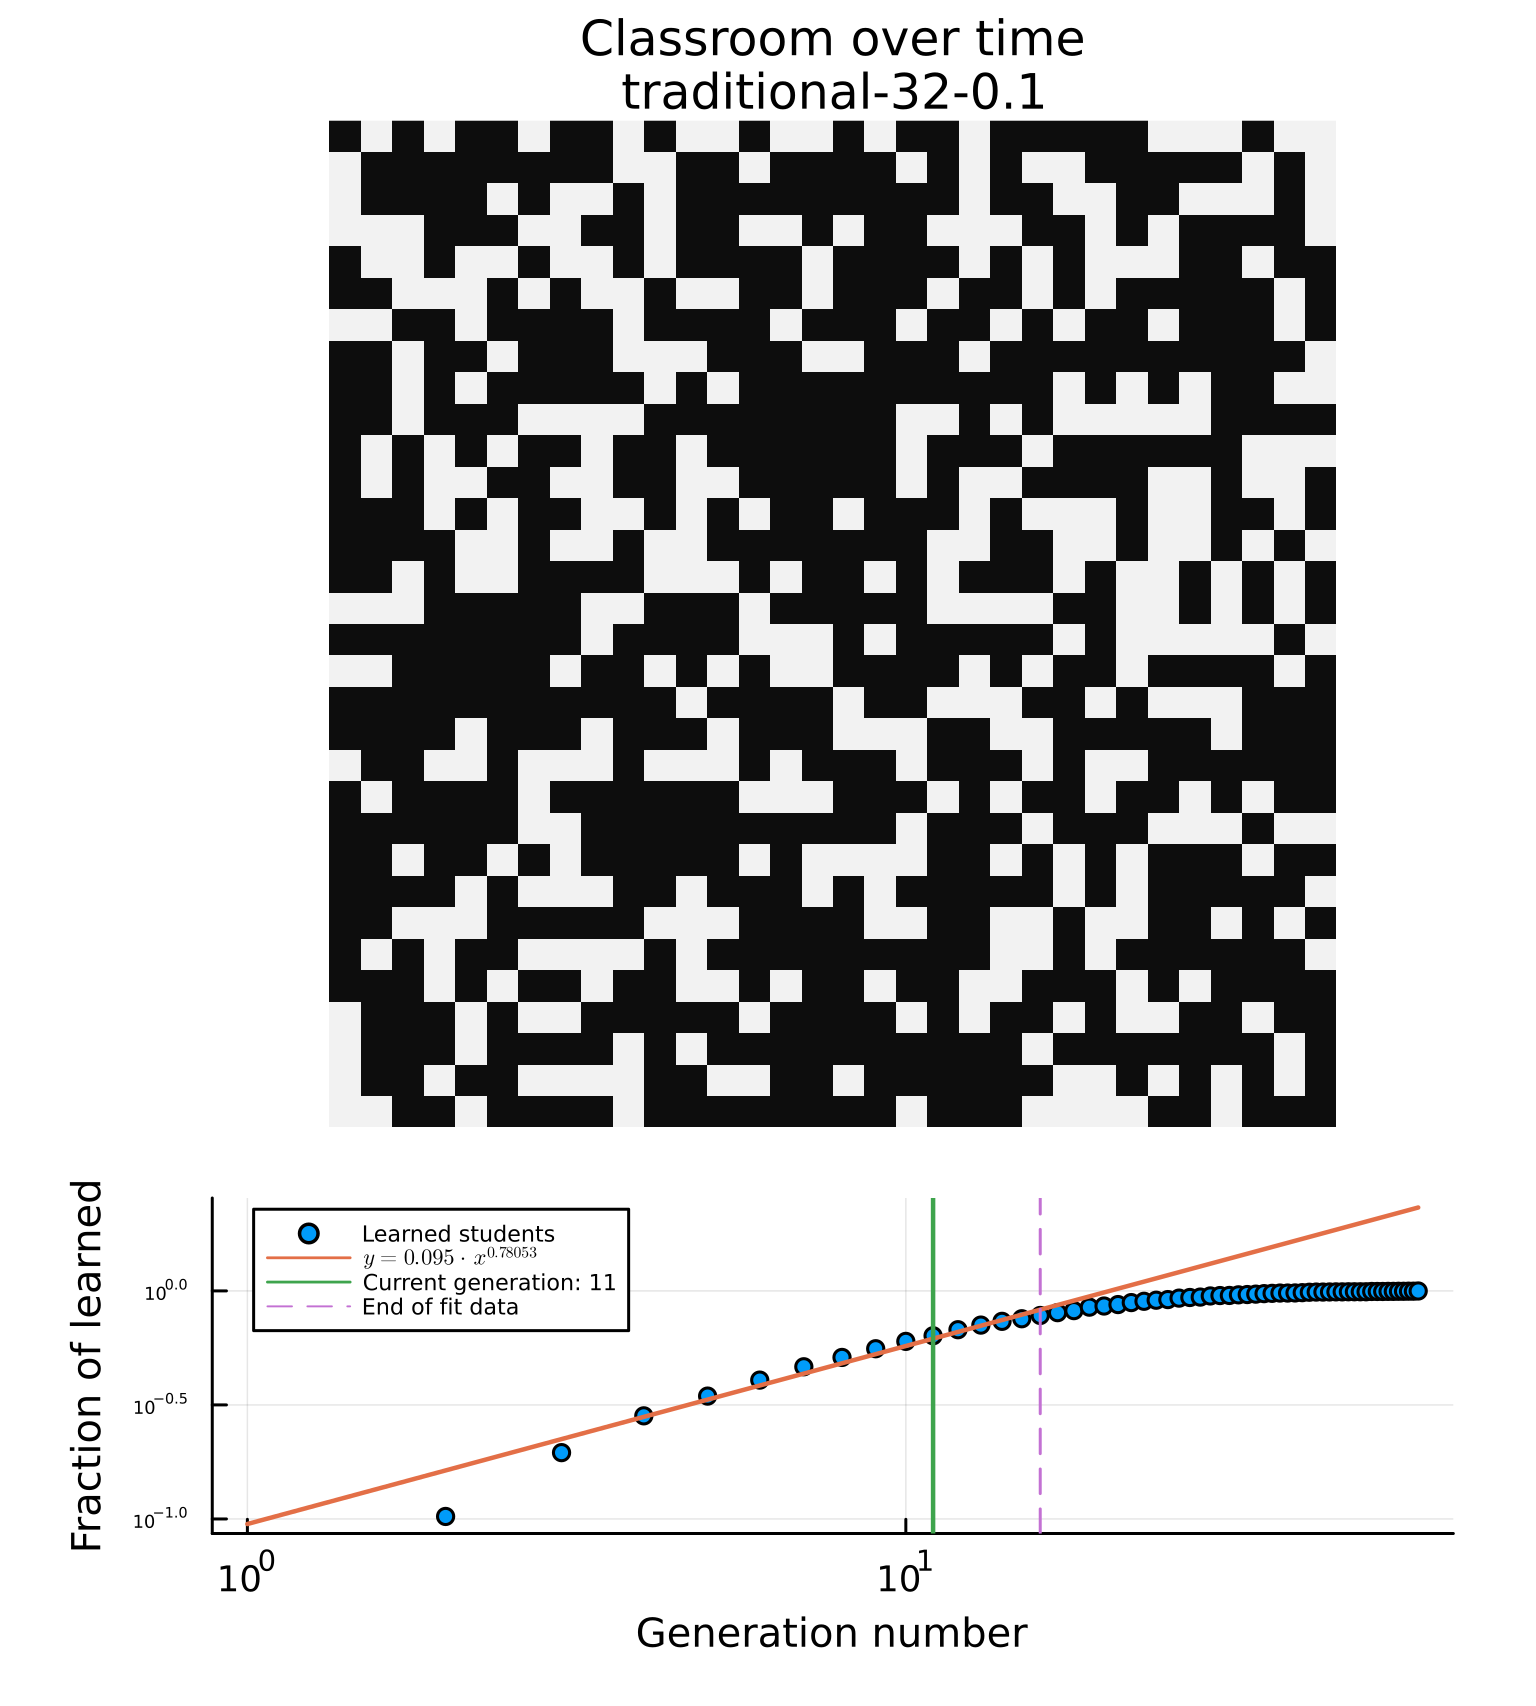 Classroom over time
traditional-32-0.1
Fraction of learned
10^0.0
10^−0.5
10^−1.0
Learned students
y = 0.095 · x^0.78053
Current generation: 11
End of fit data
10^0
10^1
Generation number